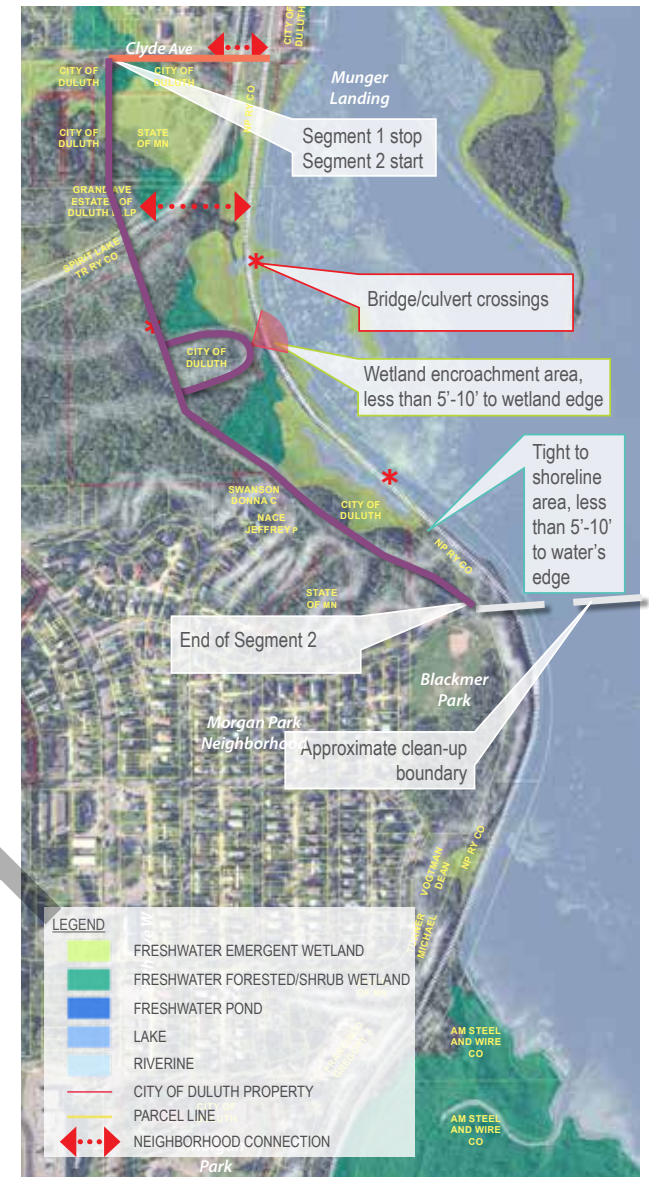 Clyde Ave
CITY OF
DULUTH
CITY OF
DULUTH
CITY OF
DULUTH
Munger
Landing
Segment 1 stop
Segment 2 start
CITY OF
DULUTH
STATE
OF MN
NP RY CO
GRAND AVE
ESTATES OF
DULUTH LLLP
SPIRIT LAKE
TR RY CO
Bridge/culvert crossings
CITY OF
DULUTH
Wetland encroachment area,
less than 5'-10' to wetland edge
Tight to
shoreline
area, less
than 5'-10'
to water's
edge
SWANSON
DONNA C
NACE
JEFFREY P
CITY OF
DULUTH
NP RY CO
STATE
OF MN
End of Segment 2
Blackmer
Park
Morgan Park
Neighborhood
Approximate clean-up
boundary
VOGTMAN
DEAN
NP RY CO
MICHAEL
LEGEND
FRESHWATER EMERGENT WETLAND
FRESHWATER FORESTED/SHRUB WETLAND
FRESHWATER POND
LAKE
RIVERINE
CITY OF DULUTH PROPERTY
PARCEL LINE
NEIGHBORHOOD CONNECTION
AM STEEL
AND WIRE
CO
AM STEEL
AND WIRE
CO
Park